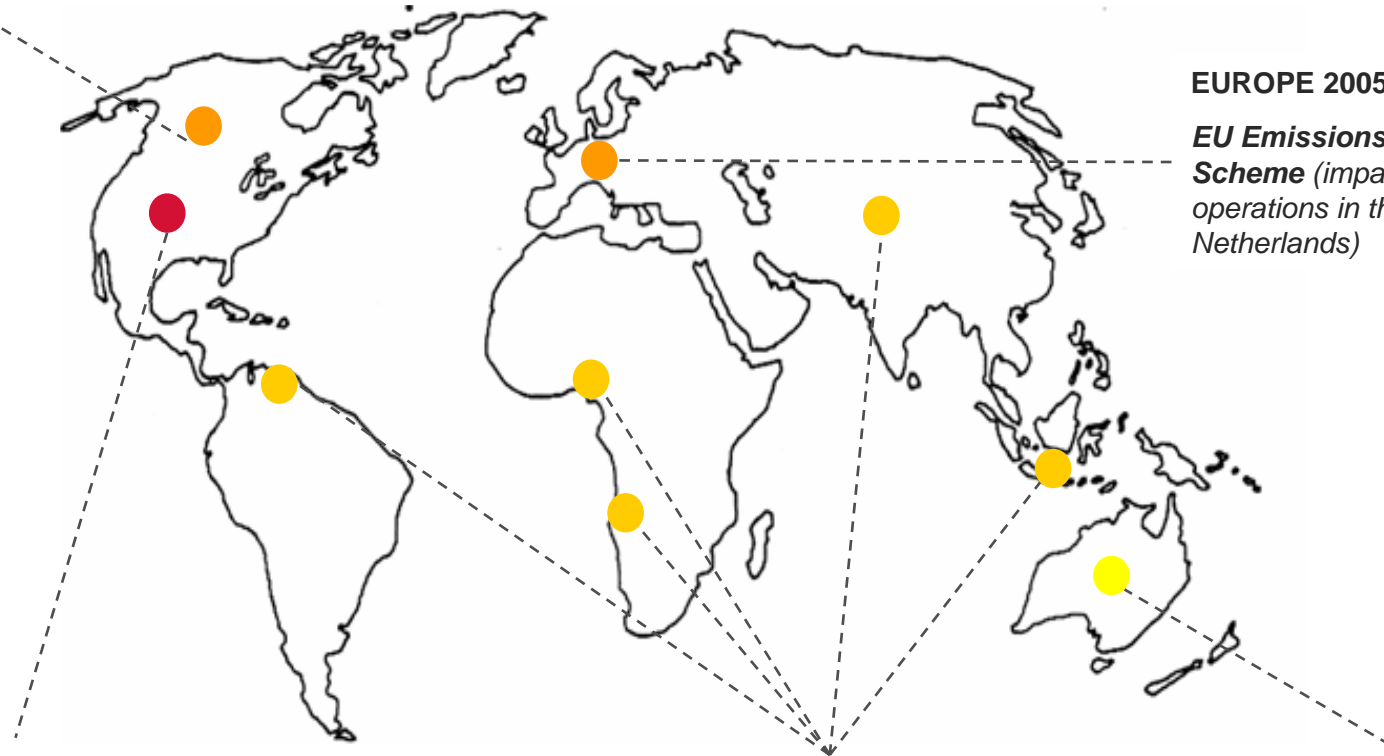 EUROPE 2005
EU Emissions
Scheme (impa
operations in th
Netherlands)